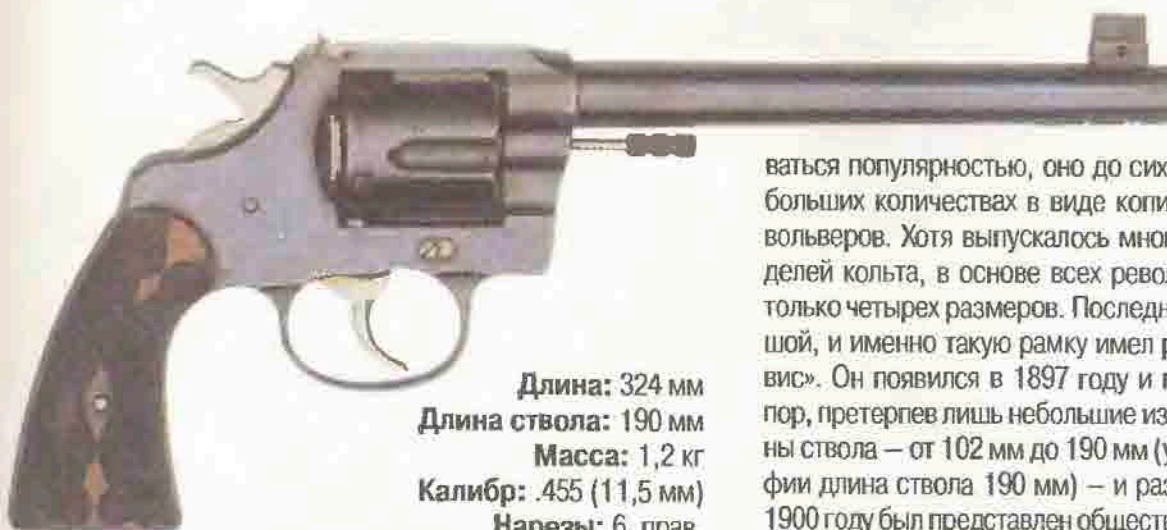 Длина: 324 мм
Длина ствола: 190 мм
Масса: 1,2 кг
Калибр: .455 (11,5 мм)
Нарезы: 6, прав.
ваться популярностью, оно до сих
больших количествах в виде копи
вольверов. Хотя выпускалось мно
делей кольта, в основе всех рево
только четырех размеров. Последн
шой, и именно такую рамку имел
вис». Он появился в 1897 году и
пор, претерпев лишь небольшие из
ны ствола – от 102 мм до 190 мм (у
фии длина ствола 190 мм) – и раз
1900 году был представлен общест